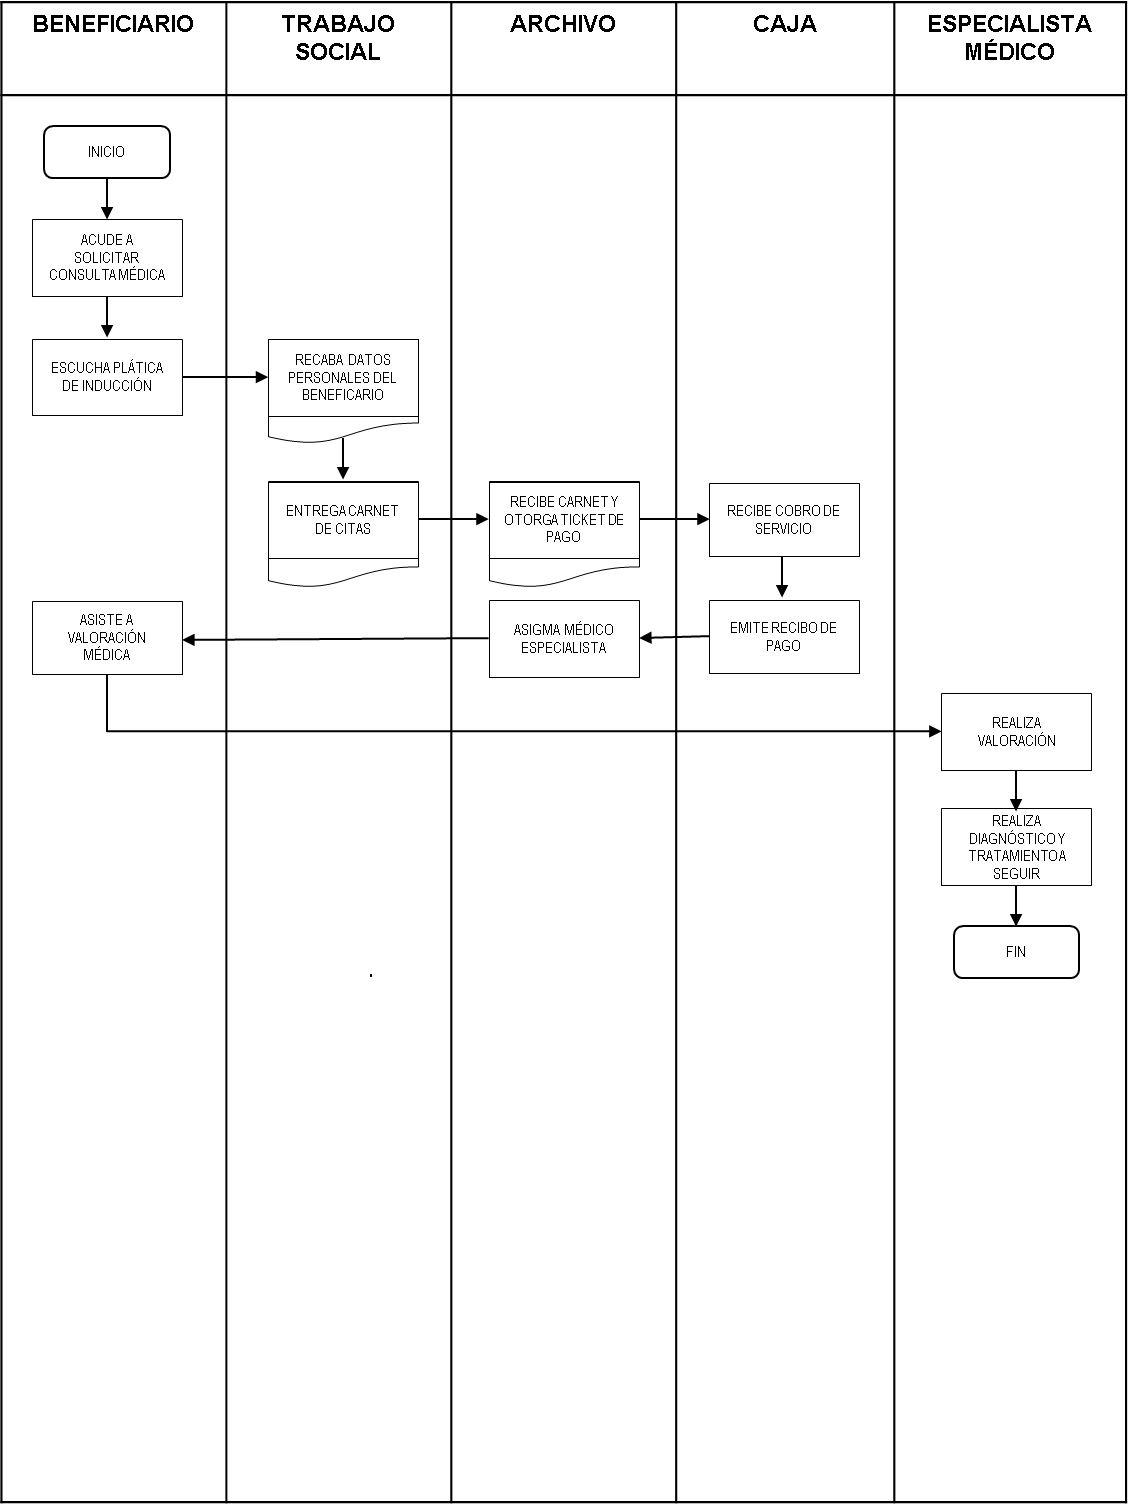 BENEFICIARIO
TRABAJO
SOCIAL
ARCHIVO
CAJA
ESPECIALISTA
MÉDICO
INICIO
ACUDE A
SOLICITAR
CONSULTA MÉDICA
ESCUCHA PLÁTICA
DE INDUCCIÓN
RECABA DATOS
PERSONALES DEL
BENEFICARIO
ENTREGA CARNET
DE CITAS
RECIBE CARNET Y
OTORGA TICKET DE
PAGO
RECIBE COBRO DE
SERVICIO
EMITE RECIBO DE
PAGO
ASIGMA MÉDICO
ESPECIALISTA
ASISTE A
VALORACIÓN
MÉDICA
REALIZA
VALORACIÓN
REALIZA
DIAGNÓSTICO Y
TRATAMIENTO A
SEGUIR
FIN
.